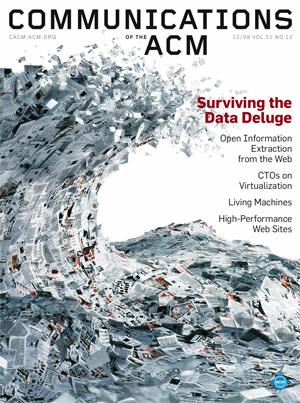 COMMUNICATIONS
CACM.ACM.ORG OF THE ACM 12/08 VOL.51 NO.12
Surviving the
Data Deluge
Open Information
Extraction
from the Web
CTOs on
Virtualization
Living Machines
High-Performance
Web Sites
acm